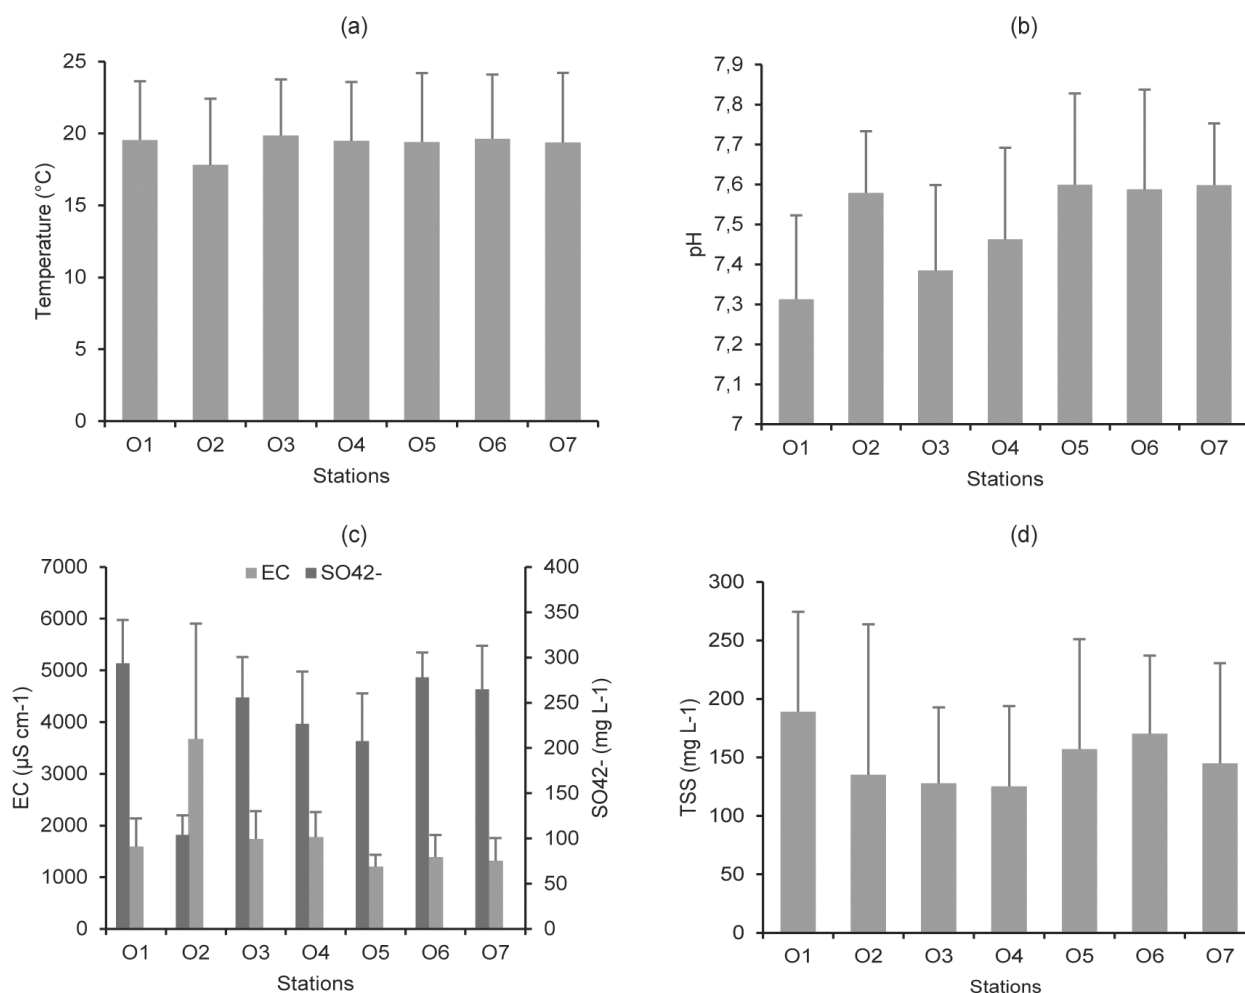 (a)
25
20
15
10
5
0
Temperature (°C)
O1 O2 O3 O4 O5 O6 O7
Stations
(b)
7,9
7,8
7,7
7,6
7,5
7,4
7,3
7,2
7,1
7
pH
O1 O2 O3 O4 O5 O6 O7
Stations
(c)
EC SO42-
7000
6000
5000
4000
3000
2000
1000
0
EC (µS cm-1)
400
350
300
250
200
150
100
50
0
SO42- (mg L-1)
O1 O2 O3 O4 O5 O6 O7
Stations
(d)
300
250
200
150
100
50
0
TSS (mg L-1)
O1 O2 O3 O4 O5 O6 O7
Stations